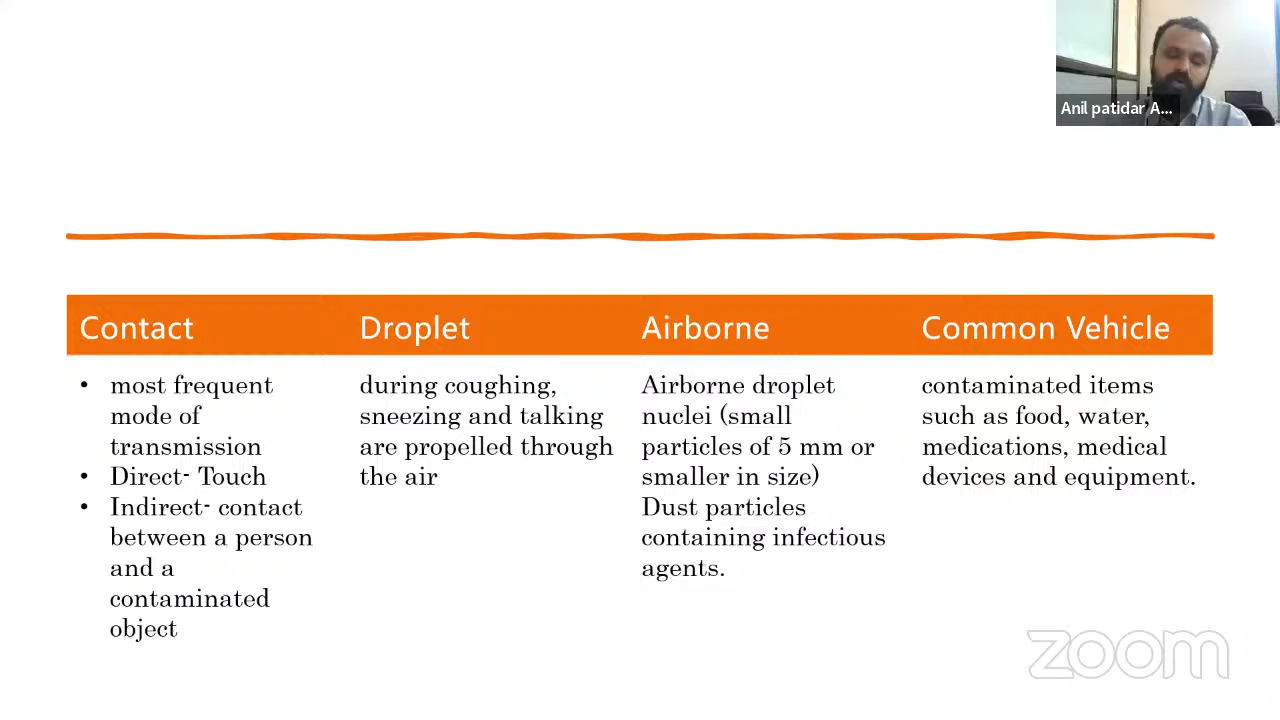 Anil patidar A...
Contact
Droplet
Airborne
Common Vehicle
• most frequent
mode of
transmission
• Direct- Touch
• Indirect- contact
between a person
and a
contaminated
object
during coughing,
sneezing and talking
are propelled through
the air
Airborne droplet
nuclei (small
particles of 5 mm or
smaller in size)
Dust particles
containing infectious
agents.
contaminated items
such as food, water,
medications, medical
devices and equipment.
zoom